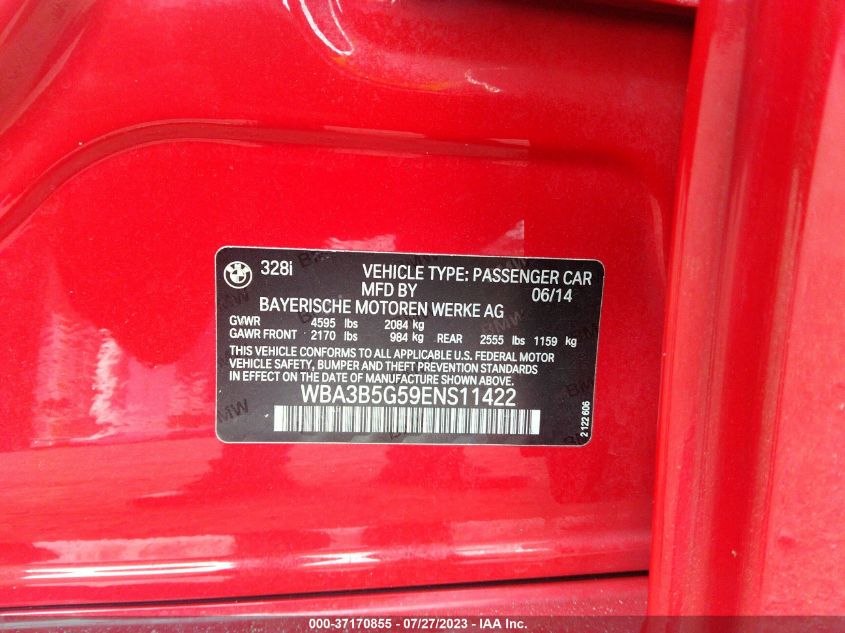 328i VEHICLE TYPE: PASSENGER CAR
MFD BY 06/14
BAYERISCHE MOTOREN WERKE AG
GVWR 4595 lbs 2084 kg
GAWR FRONT 2170 lbs 984 kg REAR 2555 lbs 1159 kg
THIS VEHICLE CONFORMS TO ALL APPLICABLE U.S. FEDERAL MOTOR
VEHICLE SAFETY, BUMPER AND THEFT PREVENTION STANDARDS
IN EFFECT ON THE DATE OF MANUFACTURE SHOWN ABOVE.
WBA3B5G59ENS11422
2 122 606
000-37170855 / 07/27/2023 - IAA Inc.